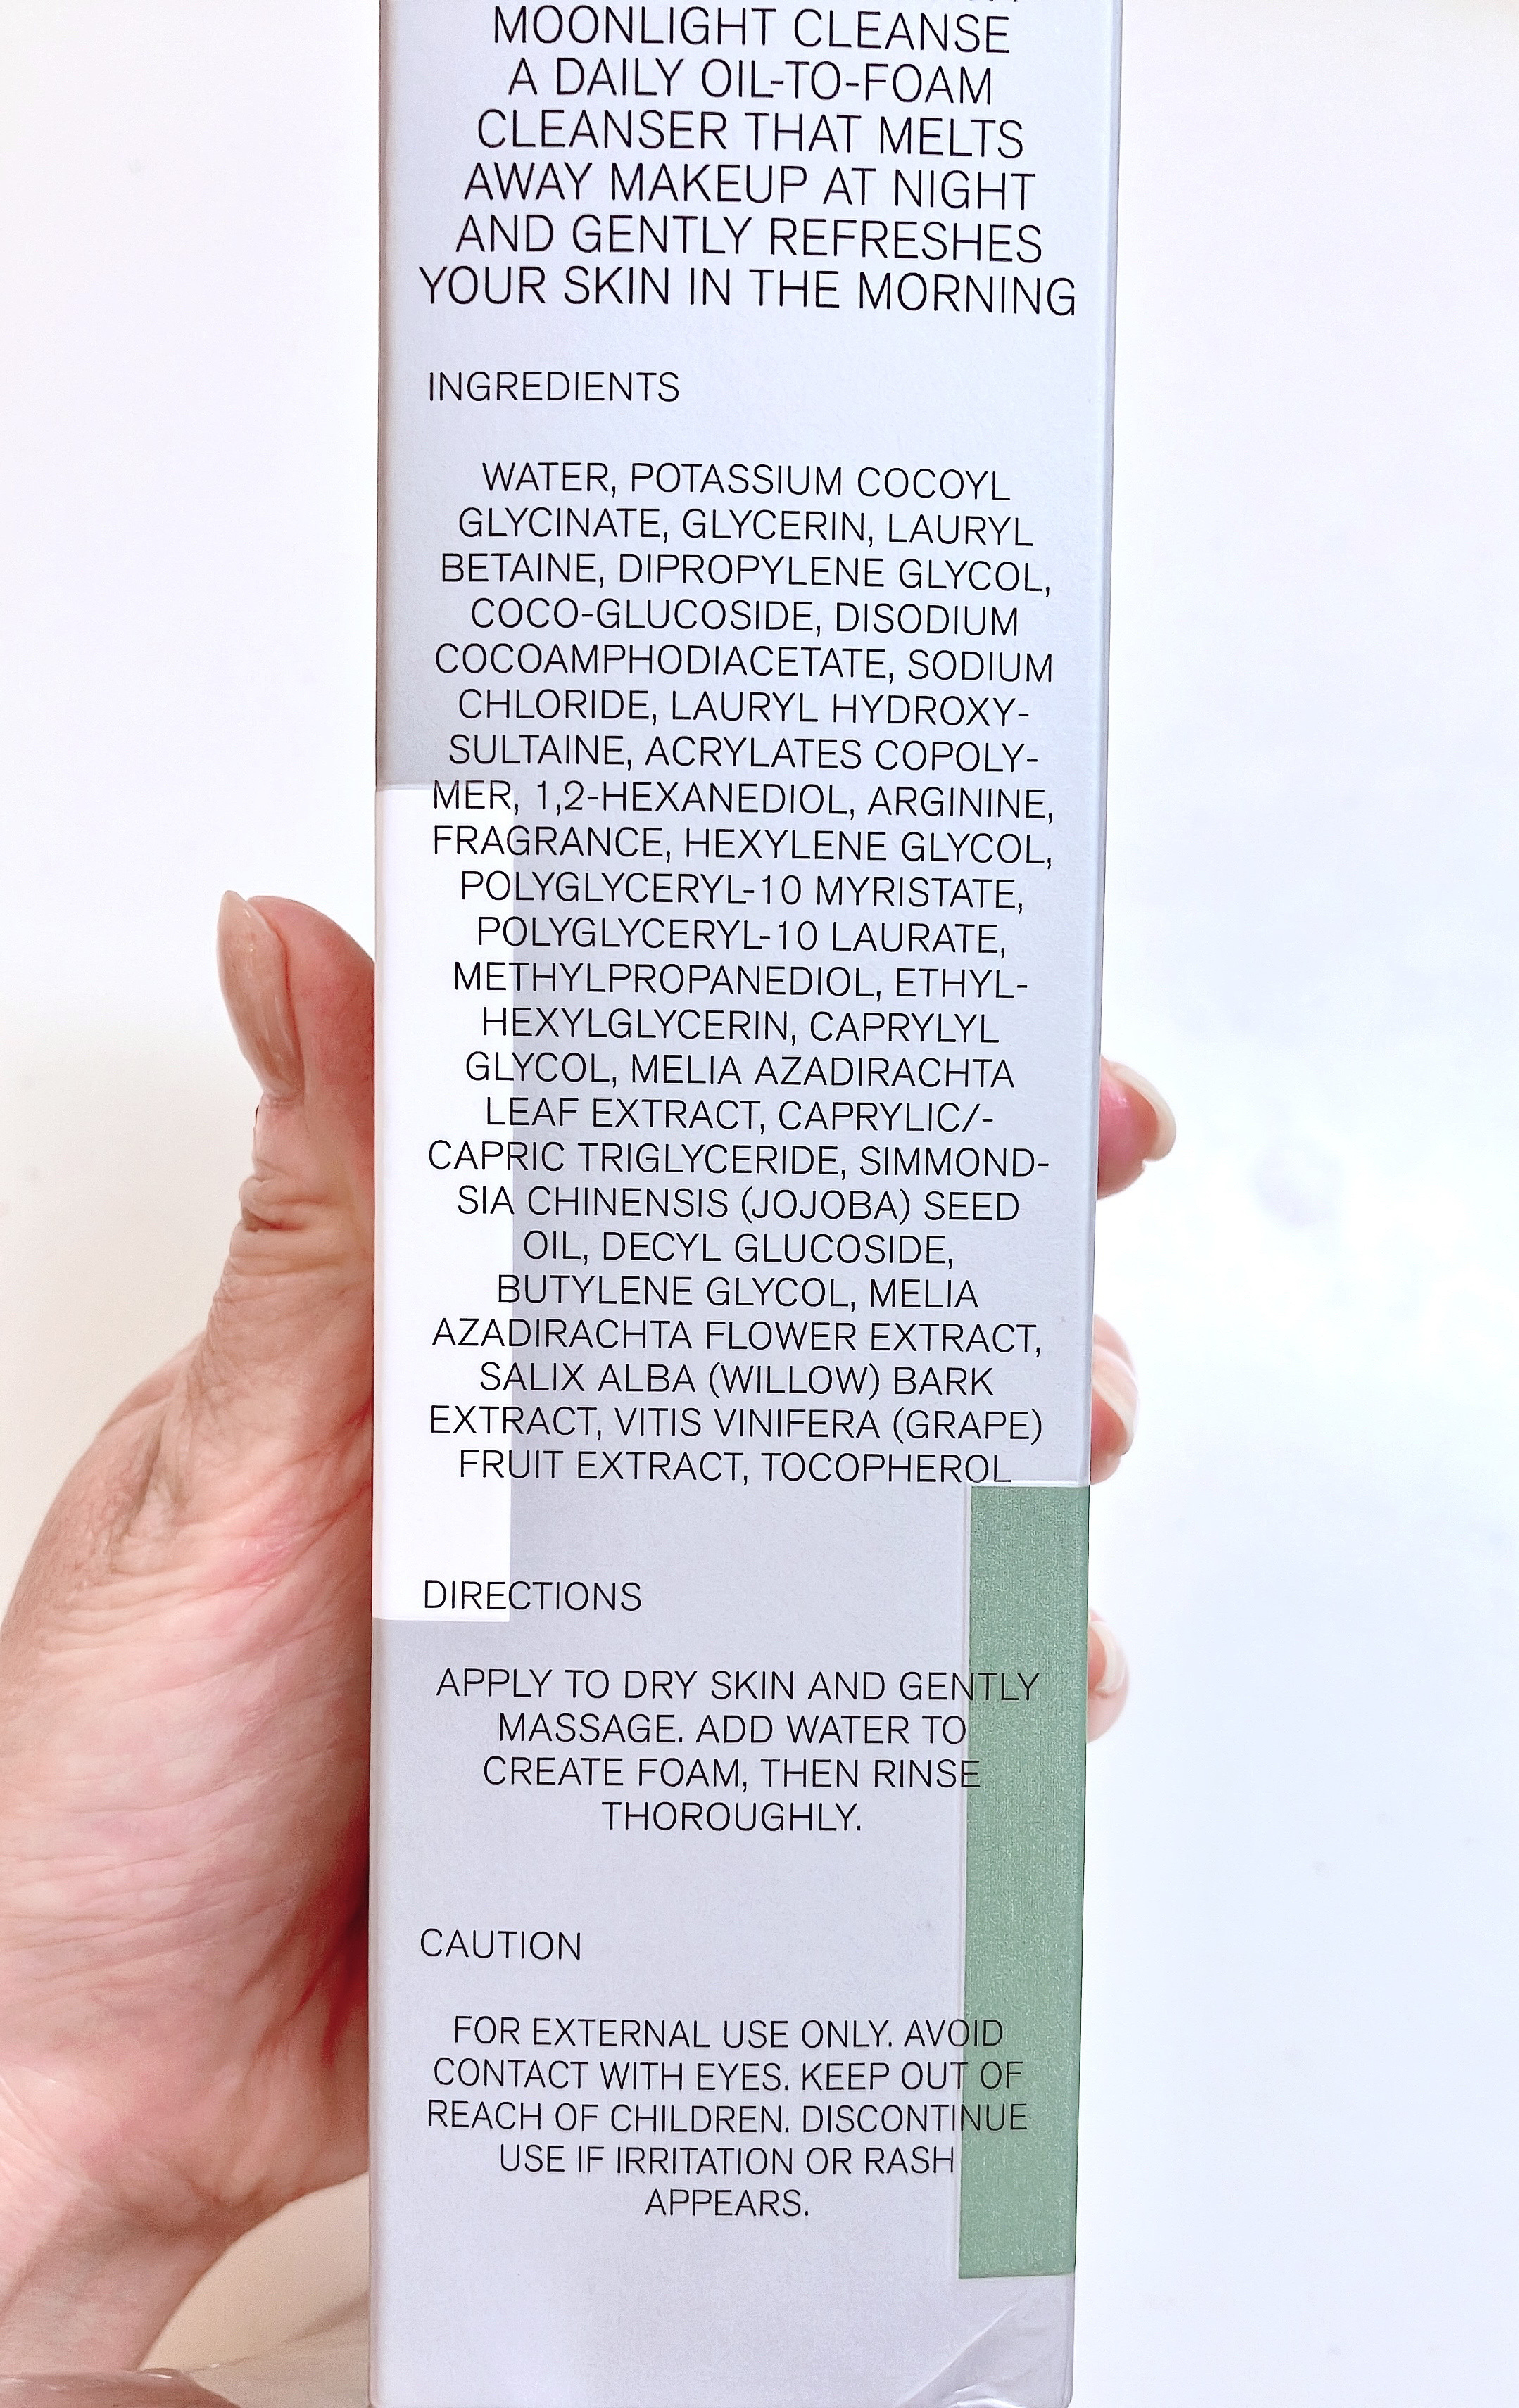 MOONLIGHT CLEANSE
A DAILY OIL-TO-FOAM
CLEANSER THAT MELTS
AWAY MAKEUP AT NIGHT
AND GENTLY REFRESHES
YOUR SKIN IN THE MORNING
INGREDIENTS
WATER, POTASSIUM COCOYL
GLYCINATE, GLYCERIN, LAURYL
BETAINE, DIPROPYLENE GLYCOL,
COCO-GLUCOSIDE, DISODIUM
COCOAMPHODIACETATE, SODIUM
CHLORIDE, LAURYL HYDROXY-
SULTAINE, ACRYLATES COPOLY-
MER, 1,2-HEXANEDIOL, ARGININE,
FRAGRANCE, HEXYLENE GLYCOL,
POLYGLYCERYL-10 MYRISTATE,
POLYGLYCERYL-10 LAURATE,
METHYLPROPANEDIOL, ETHYL-
HEXYLGLYCERIN, CAPRYLYL
GLYCOL, MELIA AZADIRACHTA
LEAF EXTRACT, CAPRYLIC/-
CAPRIC TRIGLYCERIDE, SIMMOND-
SIA CHINENSIS (JOJOBA) SEED
OIL, DECYL GLUCOSIDE,
BUTYLENE GLYCOL, MELIA
AZADIRACHTA FLOWER EXTRACT,
SALIX ALBA (WILLOW) BARK
EXTRACT, VITIS VINIFERA (GRAPE)
FRUIT EXTRACT, TOCOPHEROL
DIRECTIONS
APPLY TO DRY SKIN AND GENTLY
MASSAGE. ADD WATER TO
CREATE FOAM, THEN RINSE
THOROUGHLY.
CAUTION
FOR EXTERNAL USE ONLY. AVOID
CONTACT WITH EYES. KEEP OUT OF
REACH OF CHILDREN. DISCONTINUE
USE IF IRRITATION OR RASH
APPEARS.